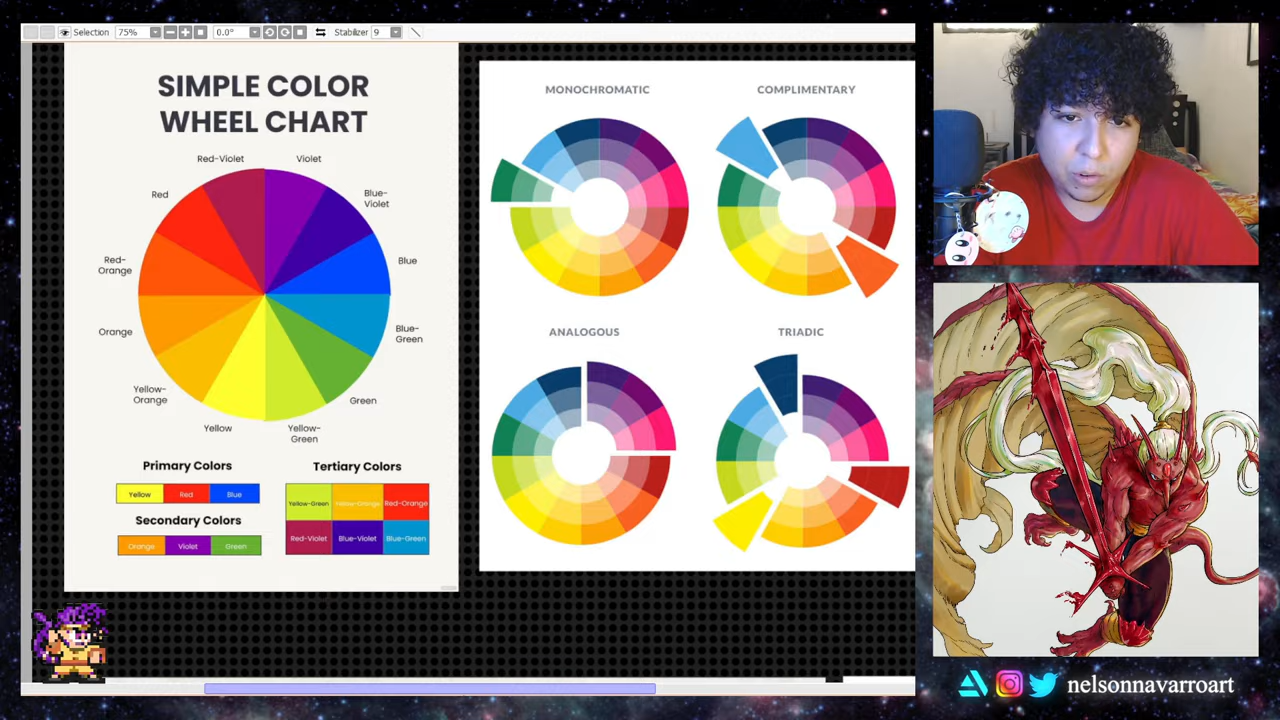 Selection 75% 0.0° Stabilizer 9
SIMPLE COLOR
WHEEL CHART
Red-Violet
Violet
Red
Blue-
Violet
Red-
Orange
Blue
Orange
Blue-
Green
Yellow-
Orange
Green
Yellow
Yellow-
Green
Primary Colors
Yellow Red Blue
Secondary Colors
Orange Violet Green
Tertiary Colors
Yellow-Green Yellow-Orange Red-Orange
Red-Violet Blue-Violet Blue-Green
MONOCHROMATIC
COMPLIMENTARY
ANALOGOUS
TRIADIC
nelsonnavarroart